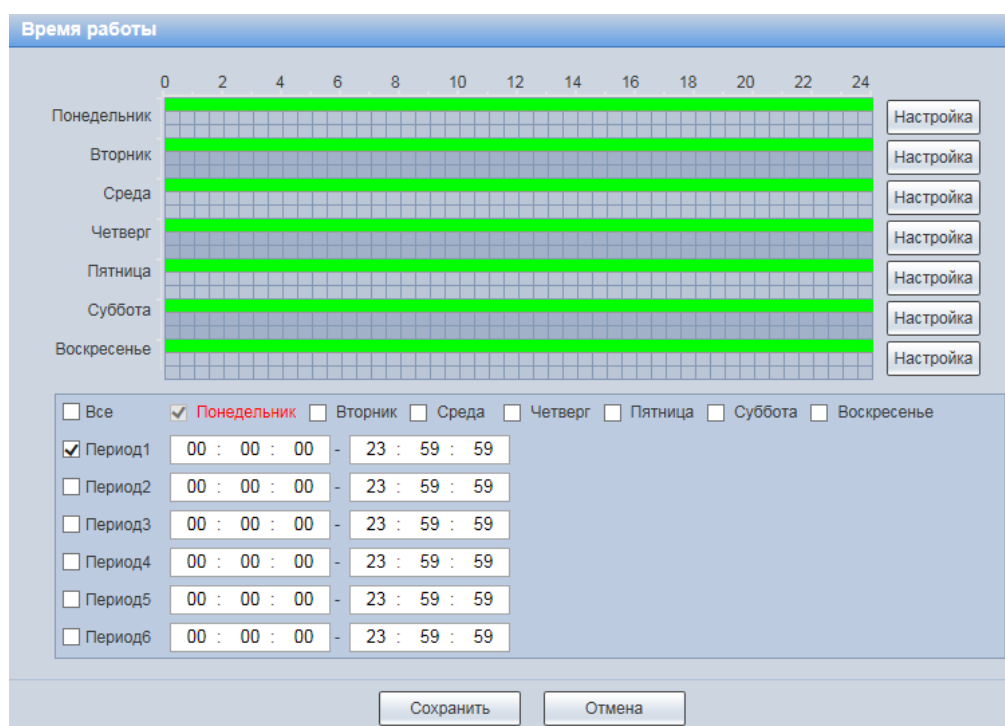 Время работы
0 2 4 6 8 10 12 14 16 18 20 22 24
Понедельник Настройка
Вторник Настройка
Среда Настройка
Четверг Настройка
Пятница Настройка
Суббота Настройка
Воскресенье Настройка
Все Понедельник Вторник Среда Четверг Пятница Суббота Воскресенье
Период1 00 : 00 : 00 - 23 : 59 : 59
Период2 00 : 00 : 00 - 23 : 59 : 59
Период3 00 : 00 : 00 - 23 : 59 : 59
Период4 00 : 00 : 00 - 23 : 59 : 59
Период5 00 : 00 : 00 - 23 : 59 : 59
Период6 00 : 00 : 00 - 23 : 59 : 59
Сохранить Отмена